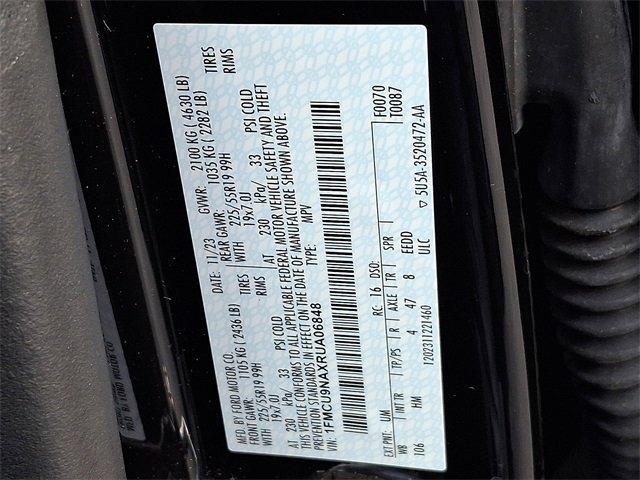 MFD. BY FORD MOTOR CO.
DATE: 11/23 GVWR: 2100 KG ( 4630 LB)
FRONT GAWR: 1105 KG ( 2436 LB) REAR GAWR: 1035 KG ( 2282 LB)
WITH 225/55R19 99H TIRES WITH 225/55R19 99H TIRES
19x7.0J RIMS 19x7.0J RIMS
AT 230 kPa/ 33 PSI COLD AT 230 kPa/ 33 PSI COLD
THIS VEHICLE CONFORMS TO ALL APPLICABLE FEDERAL MOTOR VEHICLE SAFETY AND THEFT
PREVENTION STANDARDS IN EFFECT ON THE DATE OF MANUFACTURE SHOWN ABOVE.
VIN: 1FMCU9NAXRUA06848 TYPE: MPV
EXT PNT: UM RC: 16 DSO: F0070
WB INT TR TP/PS R AXLE TR SPR T0087
106 HM 4 47 8 EEDD
1202311221460 ULC ▽ 5U5A-3520472-AA